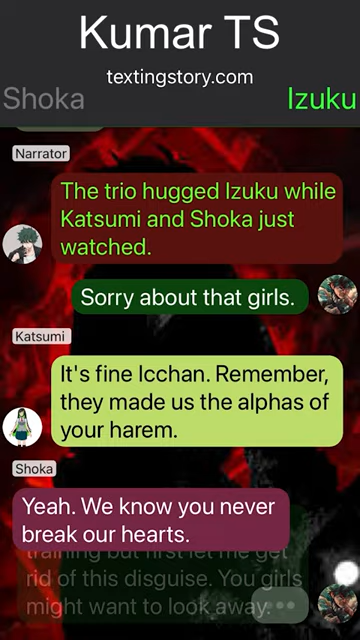 Kumar TS
textingstory.com
Shoka
Izuku
Narrator
The trio hugged Izuku while
Katsumi and Shoka just
watched.
Sorry about that girls.
Katsumi
It's fine Icchan. Remember,
they made us the alphas of
your harem.
Shoka
Yeah. We know you never
break our hearts.
training but first let me get
rid of this disguise. You girls
might want to look away.